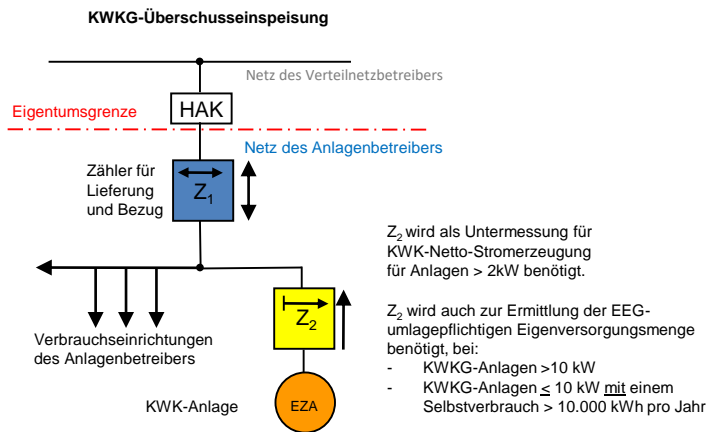 KWKG-Überschusseinspeisung
Netz des Verteilnetzbetreibers
HAK
Eigentumsgrenze
Netz des Anlagenbetreibers
Zähler für
Lieferung
und Bezug
Z1
Z2 wird als Untermessung für
KWK-Netto-Stromerzeugung
für Anlagen > 2kW benötigt.
Z2
Z2 wird auch zur Ermittlung der EEG-
umlagepflichtigen Eigenversorgungsmenge
benötigt, bei:
- KWKG-Anlagen >10 kW
- KWKG-Anlagen < 10 kW mit einem
Selbstverbrauch > 10.000 kWh pro Jahr
Verbrauchseinrichtungen
des Anlagenbetreibers
KWK-Anlage
EZA